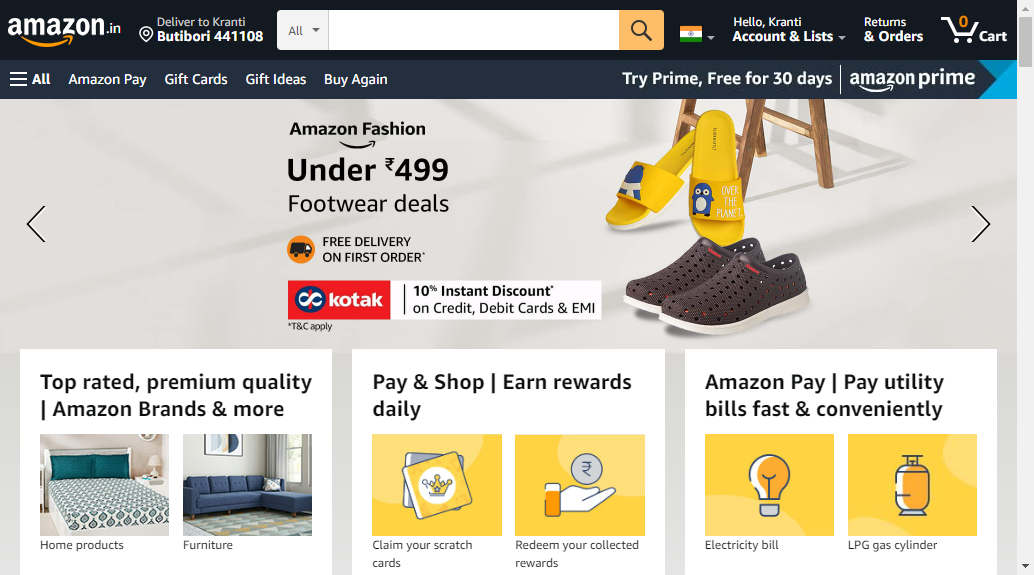 amazon.in
Deliver to Kranti
Butibori 441108
All
Hello, Kranti
Account & Lists
Returns
& Orders
0
Cart
All
Amazon Pay
Gift Cards
Gift Ideas
Buy Again
Try Prime, Free for 30 days
amazon prime
Amazon Fashion
Under ₹499
Footwear deals
FREE DELIVERY
ON FIRST ORDER*
kotak
10% Instant Discount*
on Credit, Debit Cards & EMI
*T&C apply
OVER
THE
PLANET
Top rated, premium quality
| Amazon Brands & more
Home products
Furniture
Pay & Shop | Earn rewards
daily
₹
Claim your scratch
cards
Redeem your collected
rewards
Amazon Pay | Pay utility
bills fast & conveniently
Electricity bill
LPG gas cylinder